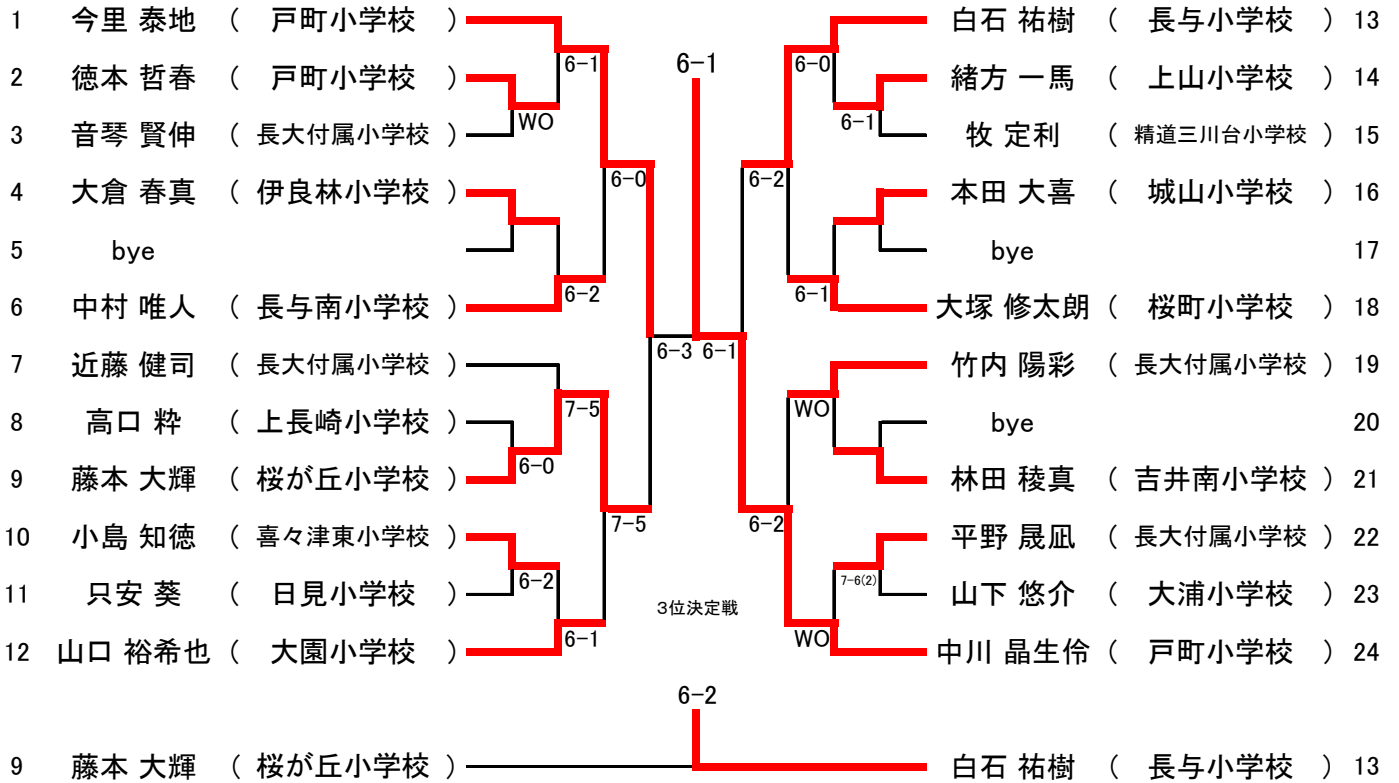 1 今里 泰地 ( 戸町小学校 ) 白石 祐樹 ( 長与小学校 ) 13
6-1 6-1 6-0
2 徳本 哲春 ( 戸町小学校 ) 緒方 一馬 ( 上山小学校 ) 14
WO 6-1
3 音琴 賢伸 ( 長大付属小学校 ) 牧 定利 ( 精道三川台小学校 ) 15
6-0 6-2
4 大倉 春真 ( 伊良林小学校 ) 本田 大喜 ( 城山小学校 ) 16
5 bye bye 17
6-2 6-1
6 中村 唯人 ( 長与南小学校 ) 大塚 修太朗 ( 桜町小学校 ) 18
6-3 6-1
7 近藤 健司 ( 長大付属小学校 ) 竹内 陽彩 ( 長大付属小学校 ) 19
7-5 WO
8 高口 粋 ( 上長崎小学校 ) bye 20
6-0
9 藤本 大輝 ( 桜が丘小学校 ) 林田 稜真 ( 吉井南小学校 ) 21
7-5 6-2
10 小島 知徳 ( 喜々津東小学校 ) 平野 晟凪 ( 長大付属小学校 ) 22
6-2 7-6(2)
11 只安 葵 ( 日見小学校 ) 山下 悠介 ( 大浦小学校 ) 23
3位決定戦
6-1 WO
12 山口 裕希也 ( 大園小学校 ) 中川 晶生伶 ( 戸町小学校 ) 24
6-2
9 藤本 大輝 ( 桜が丘小学校 ) 白石 祐樹 ( 長与小学校 ) 13